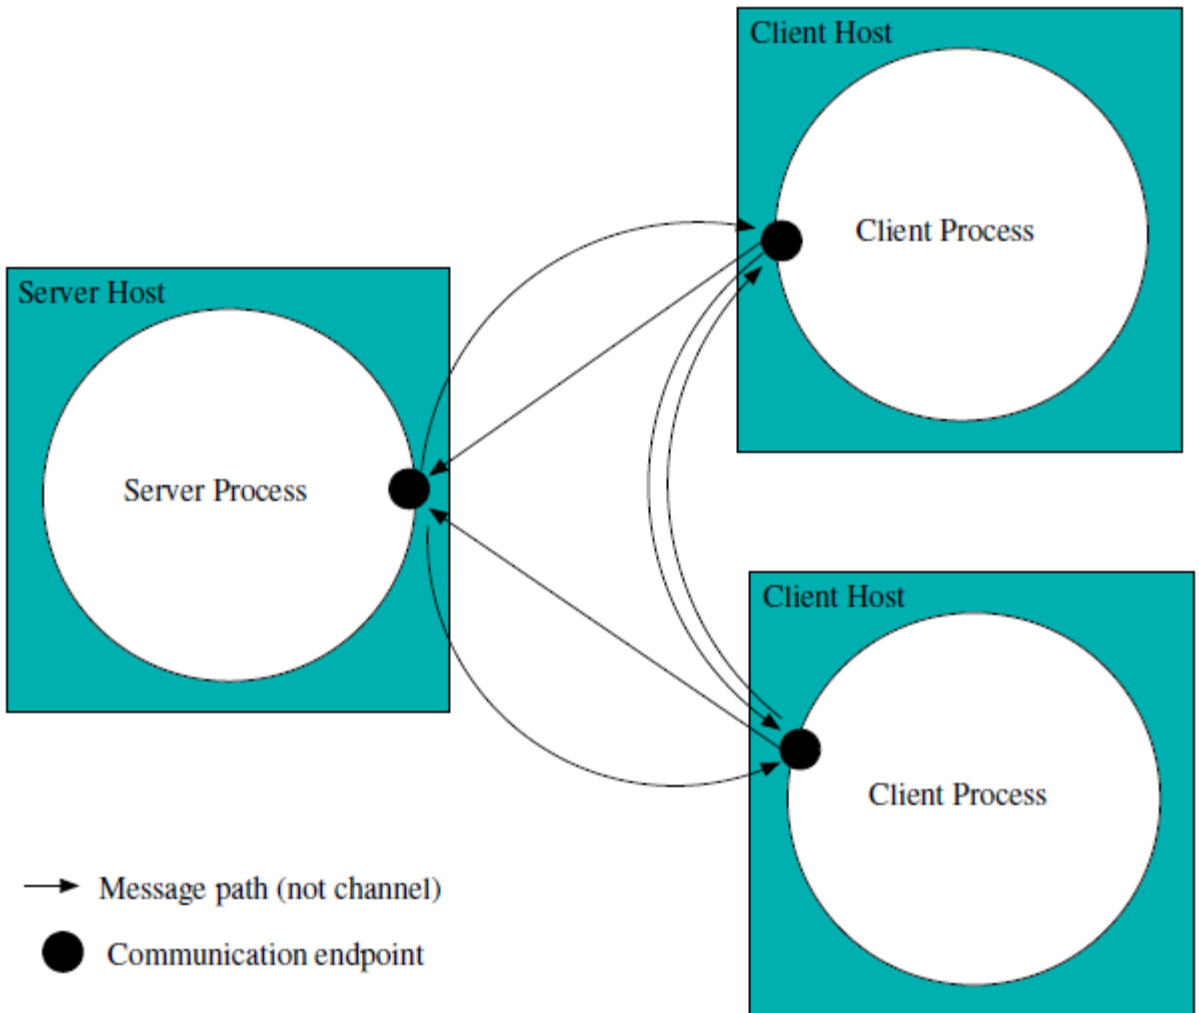 Client Host
Client Process
Server Host
Server Process
Client Host
Client Process
Message path (not channel)
Communication endpoint